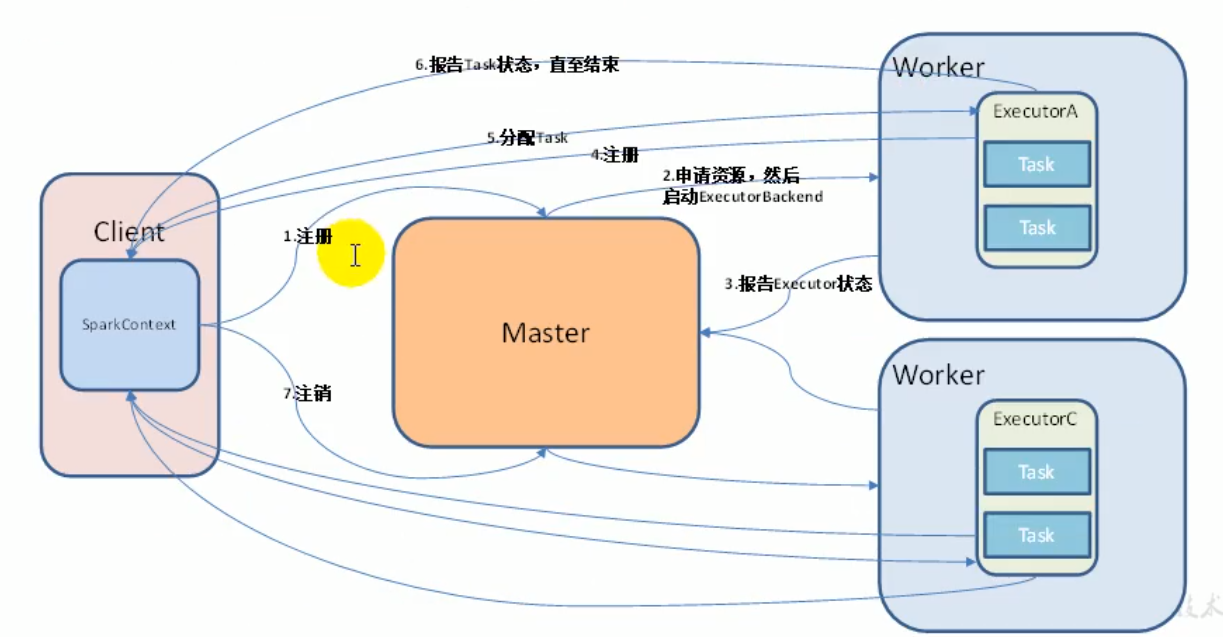 6.报告Task状态，直至结束
Worker
ExecutorA
5.分配Task
4.注册
Task
2.申请资源，然后
启动ExecutorBackend
Client
1.注册
Task
3.报告Executor状态
SparkContext
Master
Worker
7.注销
ExecutorC
Task
Task
技术